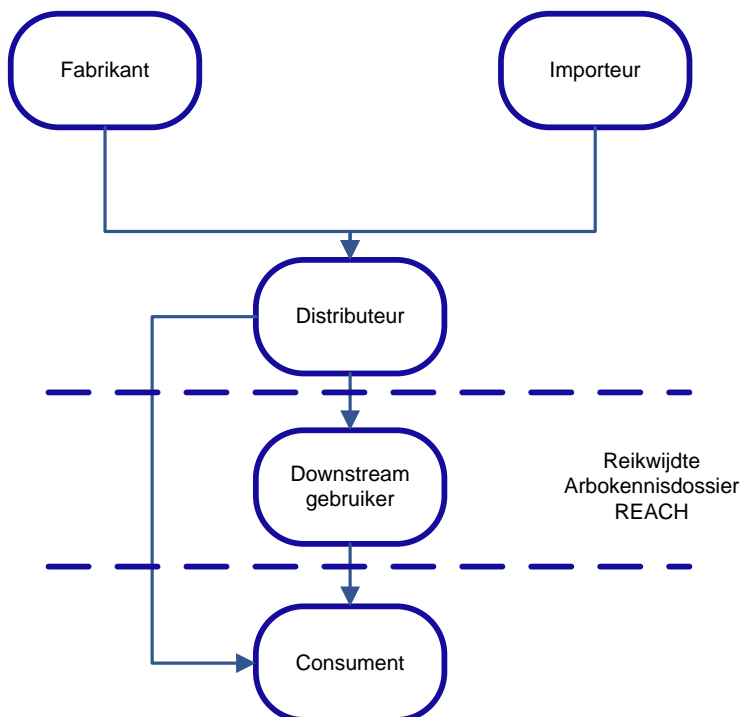 Fabrikant
Importeur
Distributeur
Downstream
gebruiker
Reikwijdte
Arbokennisdossier
REACH
Consument